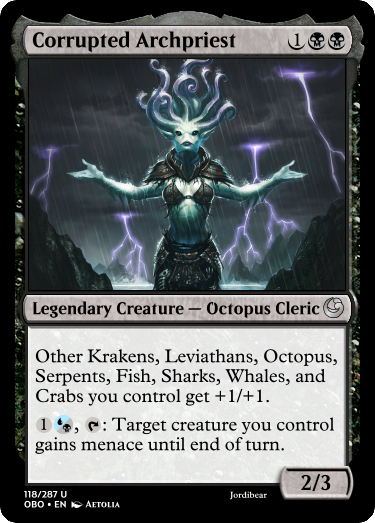 Corrupted Archpriest 1
Legendary Creature — Octopus Cleric
Other Krakens, Leviathans, Octopus,
Serpents, Fish, Sharks, Whales, and
Crabs you control get +1/+1.
1 , : Target creature you control
gains menace until end of turn.
2/3
118/287 U
OBO • EN Aetolia
Jordibear